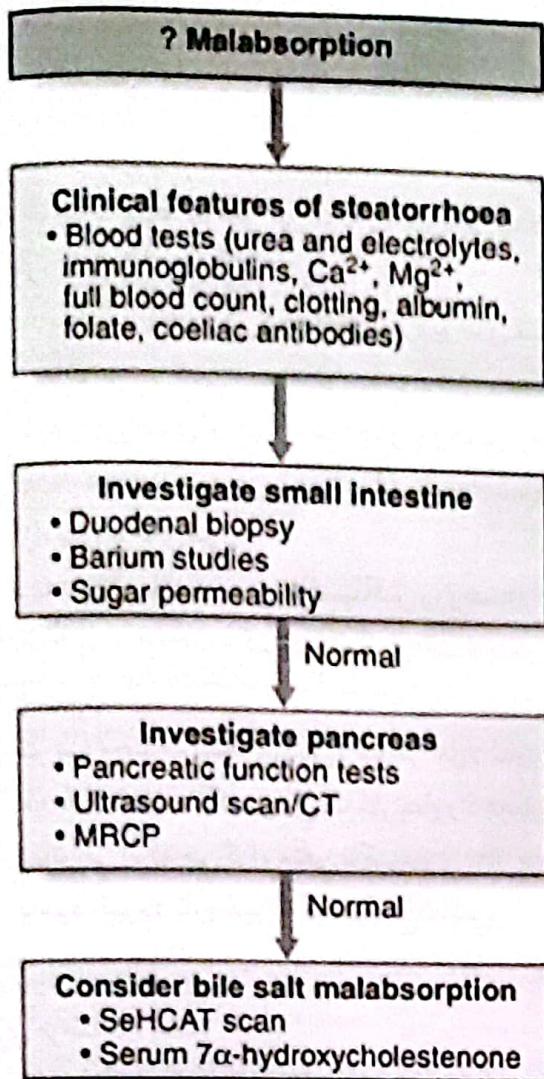 ? Malabsorption
Clinical features of steatorrhoea
• Blood tests (urea and electrolytes,
immunoglobulins, Ca²⁺, Mg²⁺,
full blood count, clotting, albumin,
folate, coeliac antibodies)
Investigate small intestine
• Duodenal biopsy
• Barium studies
• Sugar permeability
Normal
Investigate pancreas
• Pancreatic function tests
• Ultrasound scan/CT
• MRCP
Normal
Consider bile salt malabsorption
• SeHCAT scan
• Serum 7α-hydroxycholestenone